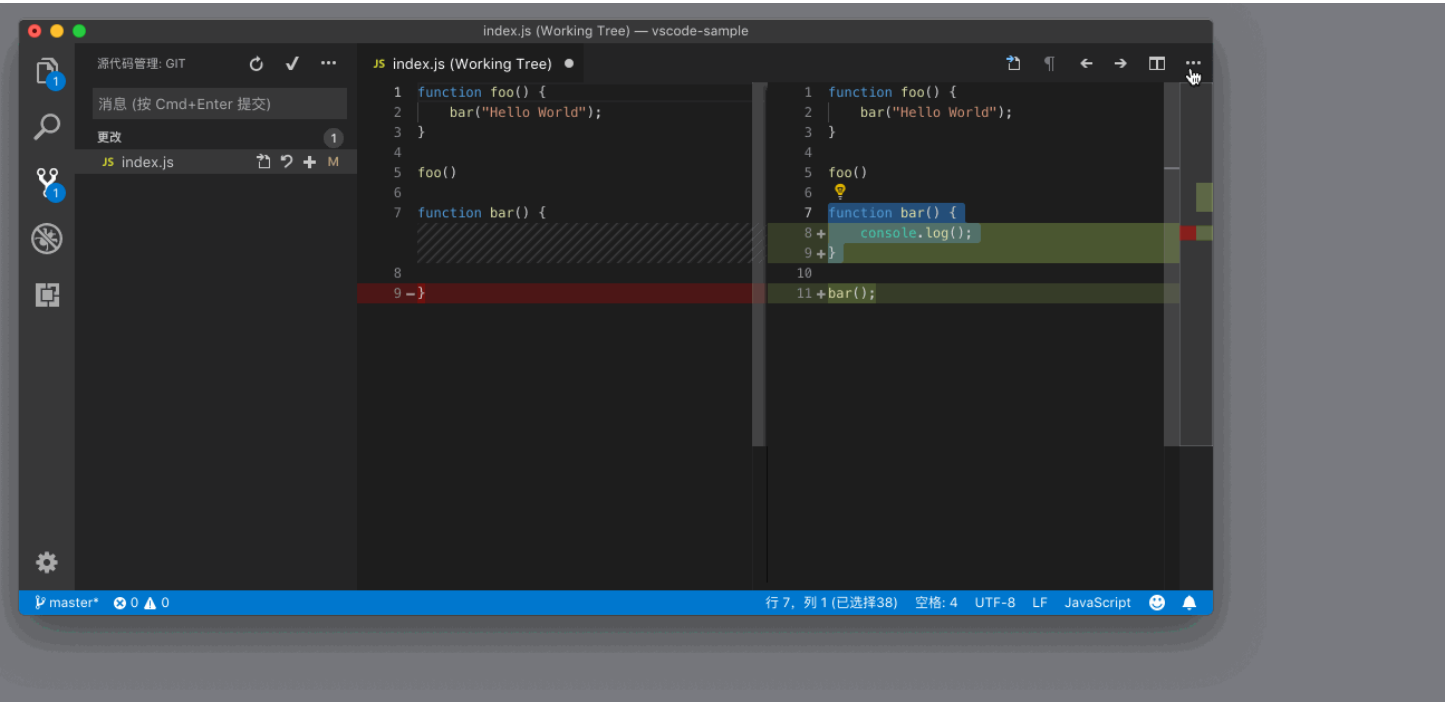 index.js (Working Tree) — vscode-sample
1
源代码管理: GIT
消息 (按 Cmd+Enter 提交)
更改 1
JS index.js M
1
JS index.js (Working Tree)
1 function foo() {
2     bar("Hello World");
3 }
4
5 foo()
6
7 function bar() {
8
9 – }
1 function foo() {
2     bar("Hello World");
3 }
4
5 foo()
6
7 function bar() {
8 +     console.log();
9 + }
10
11 + bar();
master* 0 0 行 7，列 1 (已选择38) 空格: 4 UTF-8 LF JavaScript